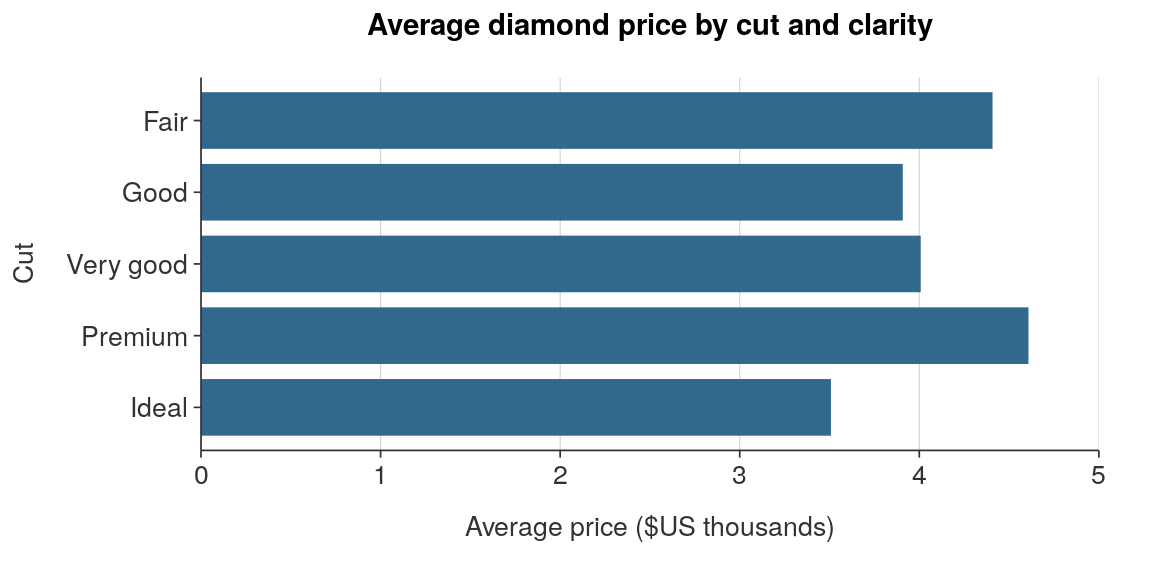 Average diamond price by cut and clarity
Cut
Fair
Good
Very good
Premium
Ideal
0 1 2 3 4 5
Average price ($US thousands)